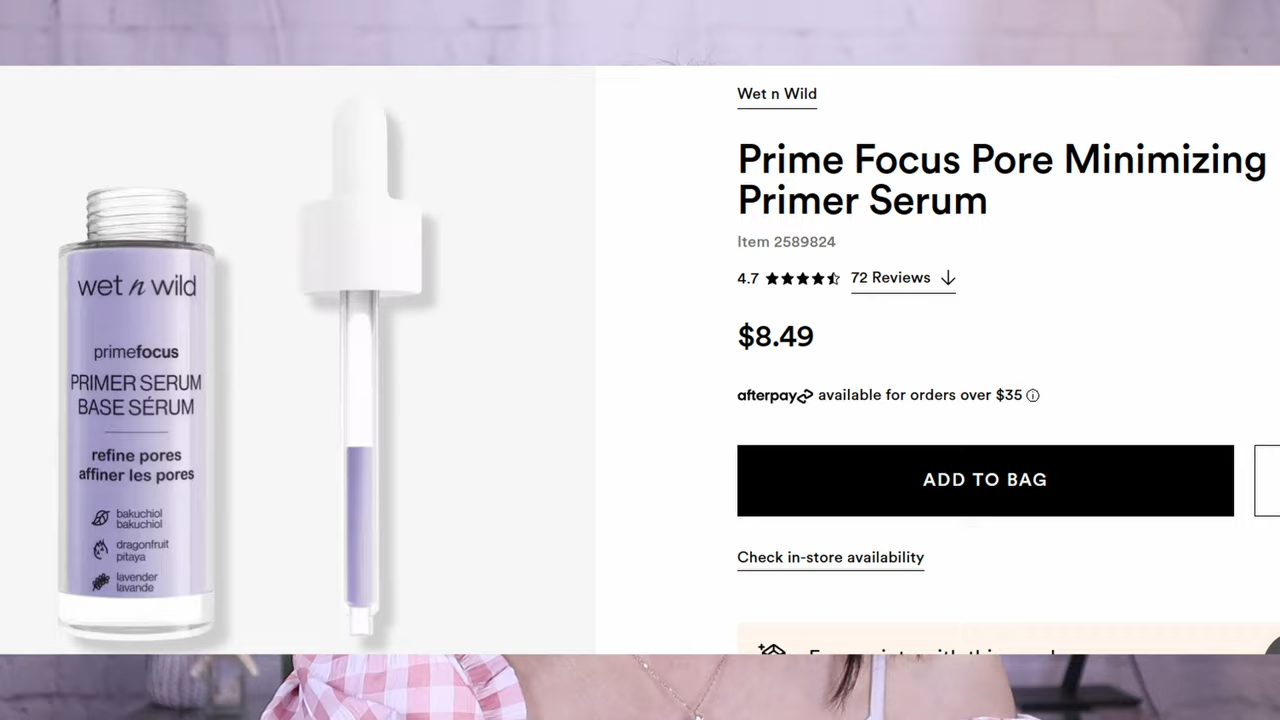 wet n wild
primefocus
PRIMER SERUM
BASE SÉRUM
refine pores
affiner les pores
bakuchiol
bakuchiol
dragonfruit
pitaya
lavender
lavande
Wet n Wild
Prime Focus Pore Minimizing
Primer Serum
Item 2589824
4.7
72 Reviews
$8.49
afterpay available for orders over $35
ADD TO BAG
Check in-store availability